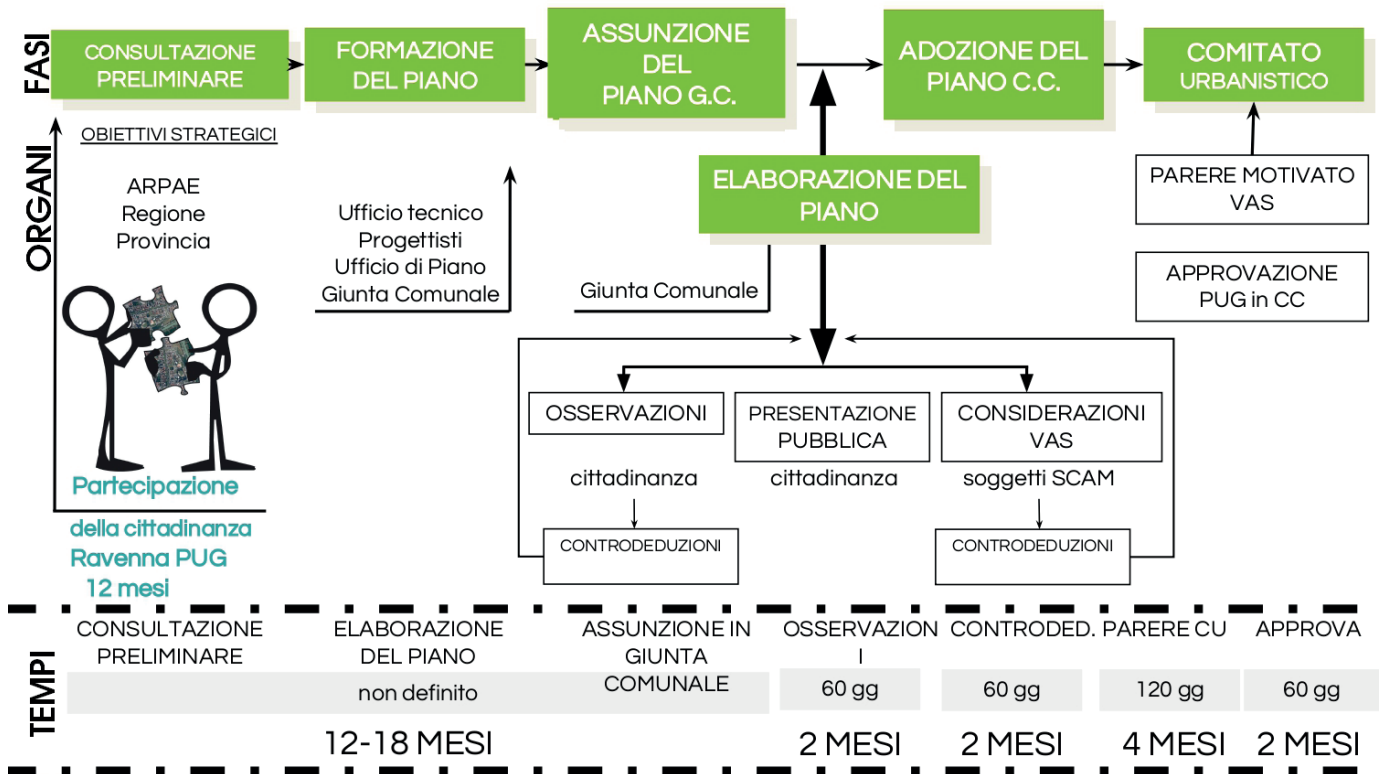 FASI
CONSULTAZIONE
PRELIMINARE
FORMAZIONE
DEL PIANO
ASSUNZIONE
DEL
PIANO G.C.
ADOZIONE DEL
PIANO C.C.
COMITATO
URBANISTICO
ORGANI
OBIETTIVI STRATEGICI
ARPAE
Regione
Provincia
Ufficio tecnico
Progettisti
Ufficio di Piano
Giunta Comunale
ELABORAZIONE DEL
PIANO
Giunta Comunale
PARERE MOTIVATO
VAS
APPROVAZIONE
PUG in CC
OSSERVAZIONI
cittadinanza
CONTRODEDUZIONI
PRESENTAZIONE
PUBBLICA
cittadinanza
CONSIDERAZIONI
VAS
soggetti SCAM
CONTRODEDUZIONI
Partecipazione
della cittadinanza
Ravenna PUG
12 mesi
TEMPI
CONSULTAZIONE
PRELIMINARE
ELABORAZIONE
DEL PIANO
non definito
ASSUNZIONE IN
GIUNTA
COMUNALE
12-18 MESI
OSSERVAZION
I
60 gg
2 MESI
CONTRODED.
60 gg
2 MESI
PARERE CU
120 gg
4 MESI
APPROVA
60 gg
2 MESI